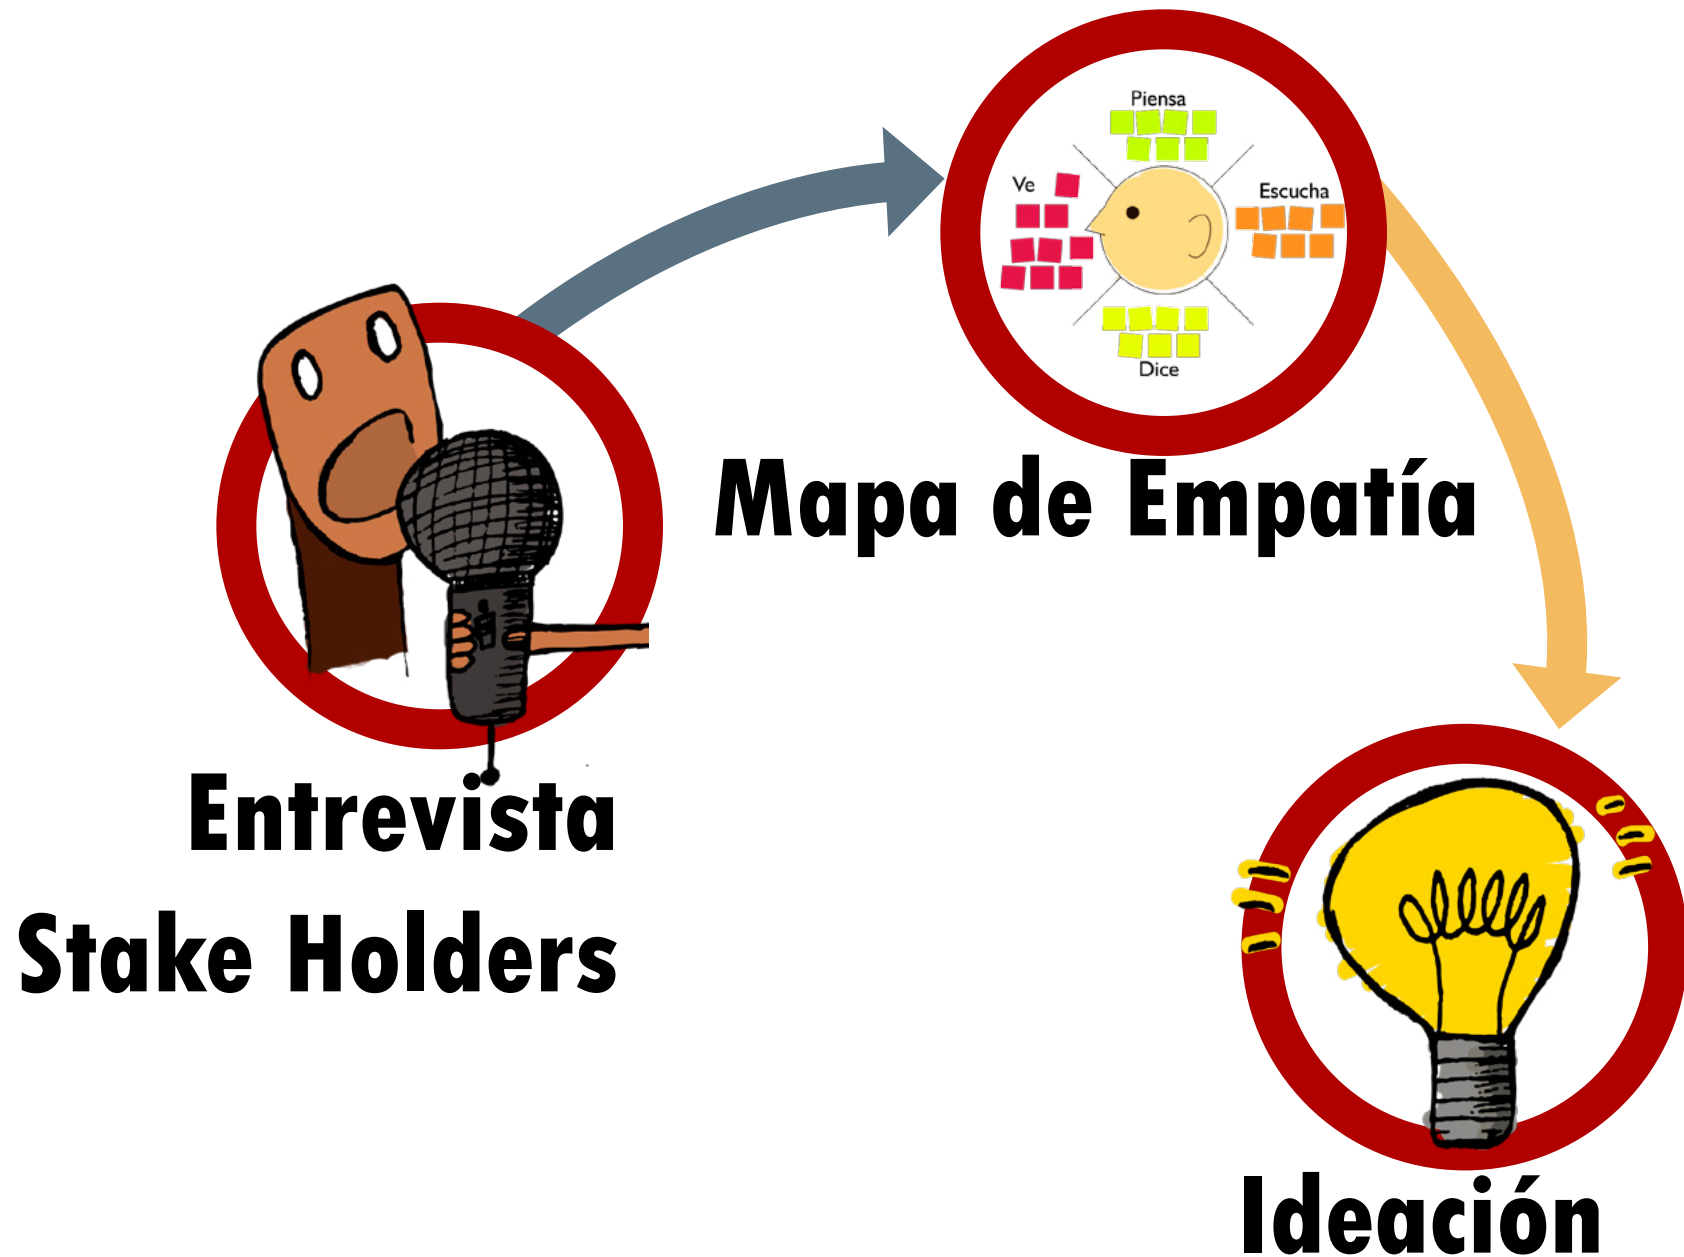 Piensa
Ve
Escucha
Dice
Mapa de Empatía
Entrevista
Stake Holders
Ideación